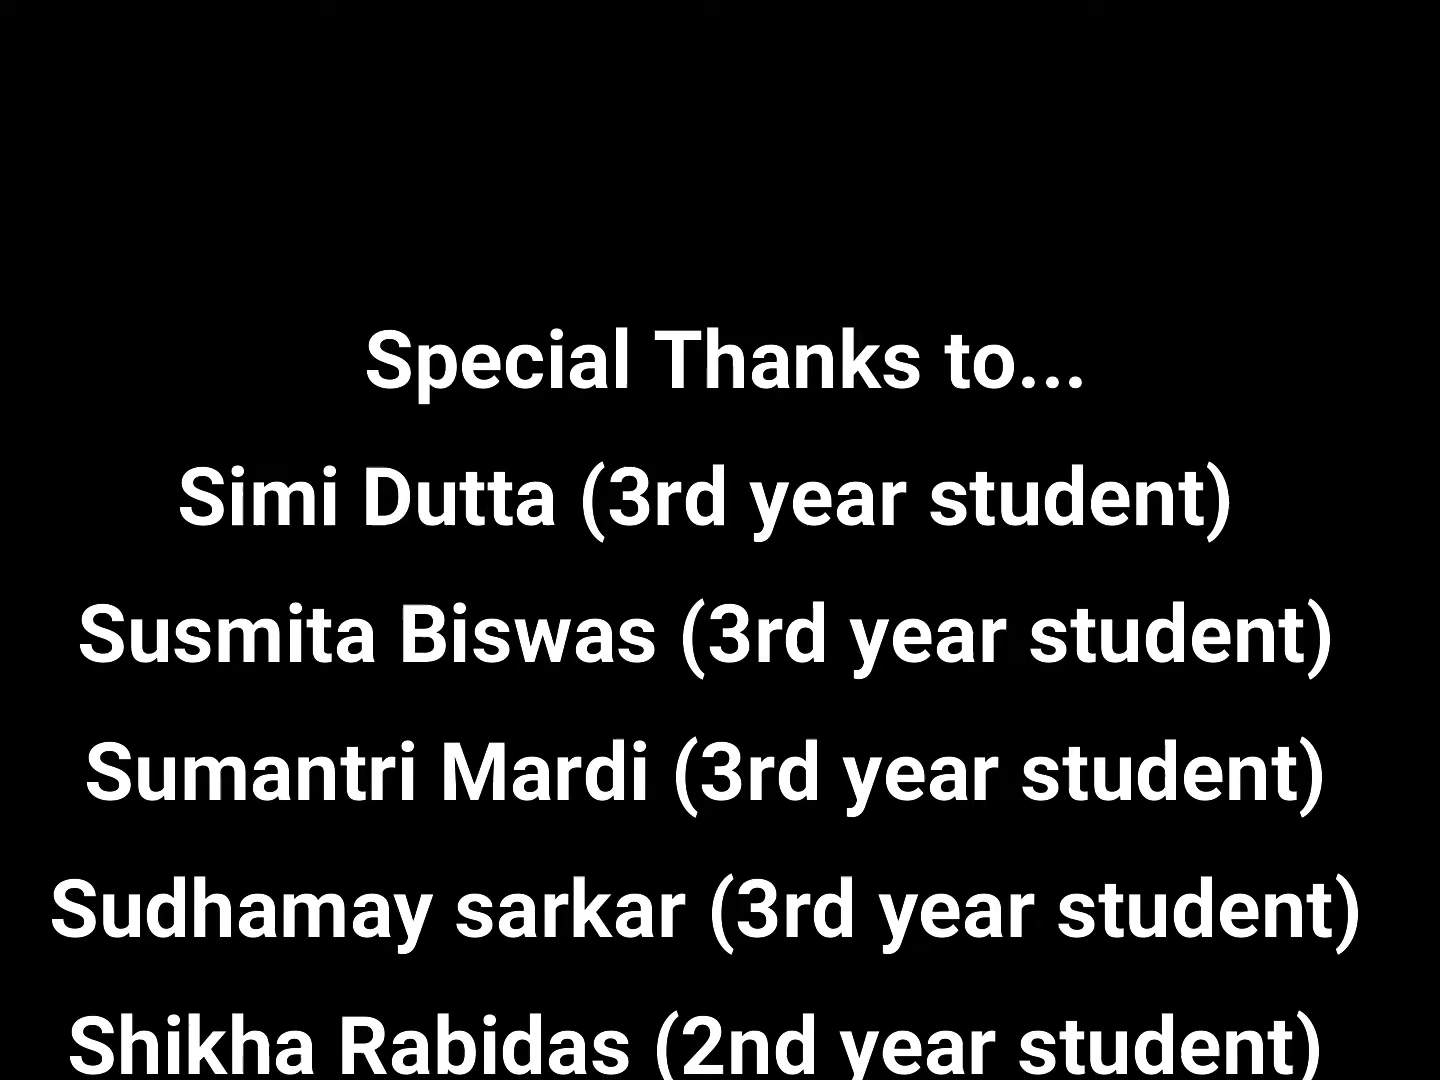 Special Thanks to...
Simi Dutta (3rd year student)
Susmita Biswas (3rd year student)
Sumantri Mardi (3rd year student)
Sudhamay sarkar (3rd year student)
Shikha Rabidas (2nd year student)